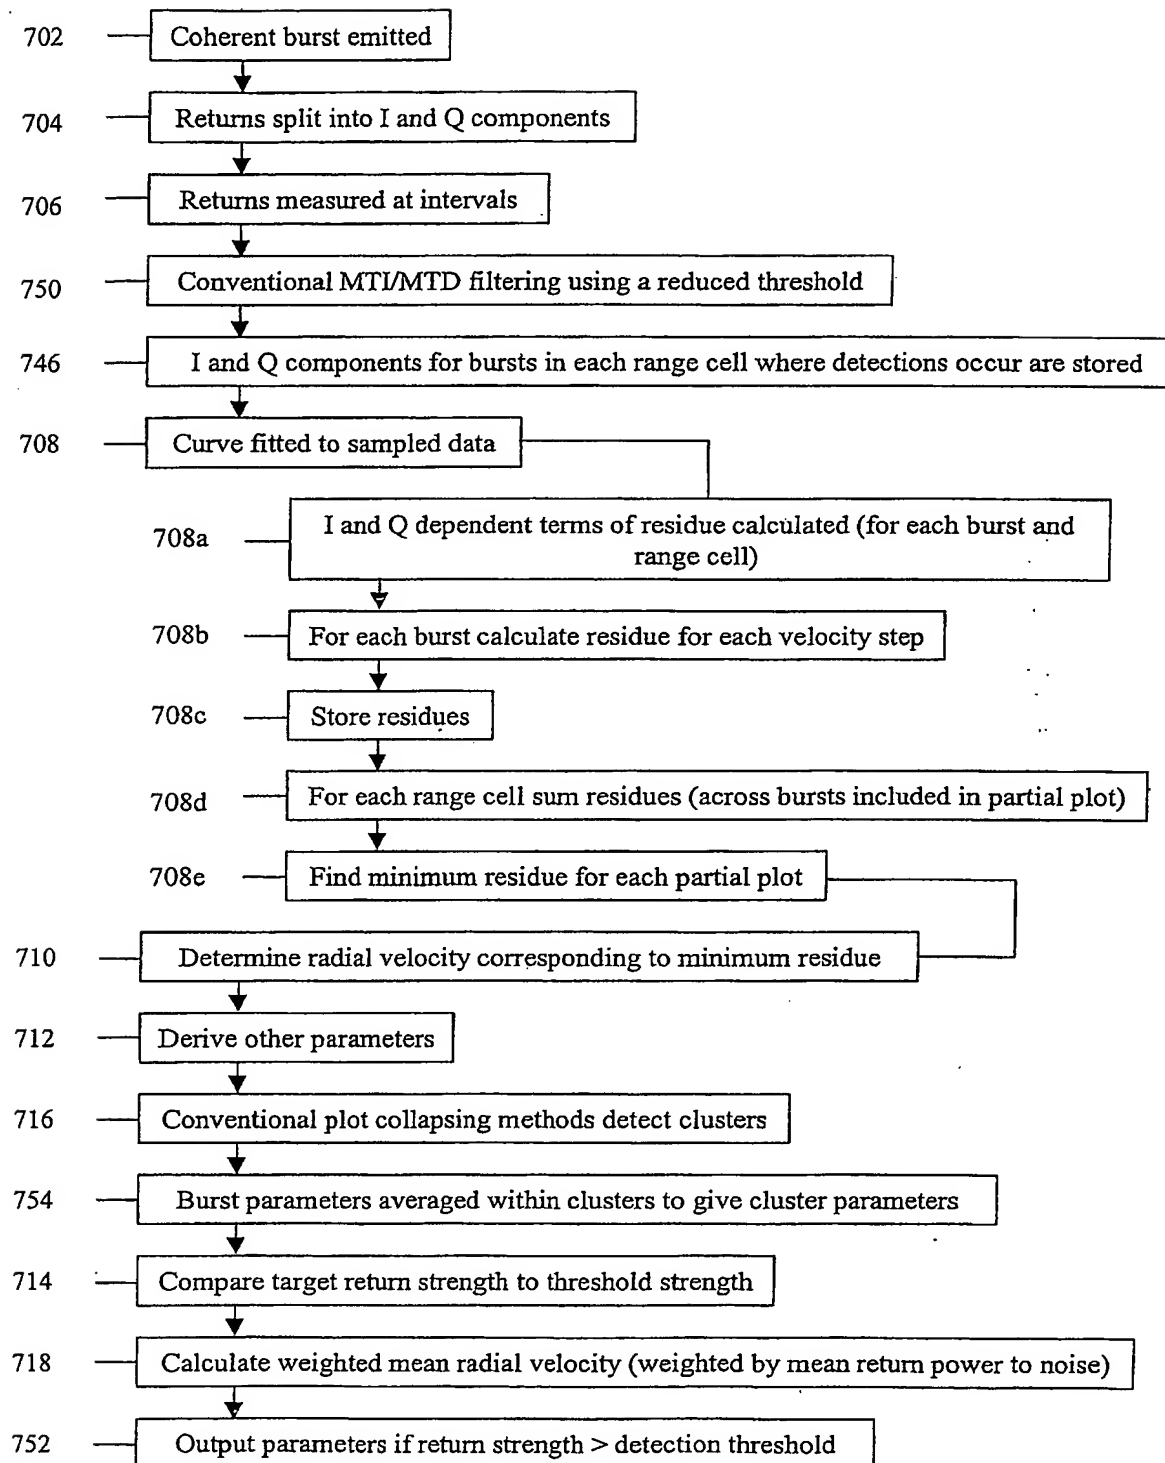 702 Coherent burst emitted
704 Returns split into I and Q components
706 Returns measured at intervals
750 Conventional MTI/MTD filtering using a reduced threshold
746 I and Q components for bursts in each range cell where detections occur are stored
708 Curve fitted to sampled data
708a I and Q dependent terms of residue calculated (for each burst and
range cell)
708b For each burst calculate residue for each velocity step
708c Store residues
708d For each range cell sum residues (across bursts included in partial plot)
708e Find minimum residue for each partial plot
710 Determine radial velocity corresponding to minimum residue
712 Derive other parameters
716 Conventional plot collapsing methods detect clusters
754 Burst parameters averaged within clusters to give cluster parameters
714 Compare target return strength to threshold strength
718 Calculate weighted mean radial velocity (weighted by mean return power to noise)
752 Output parameters if return strength > detection threshold